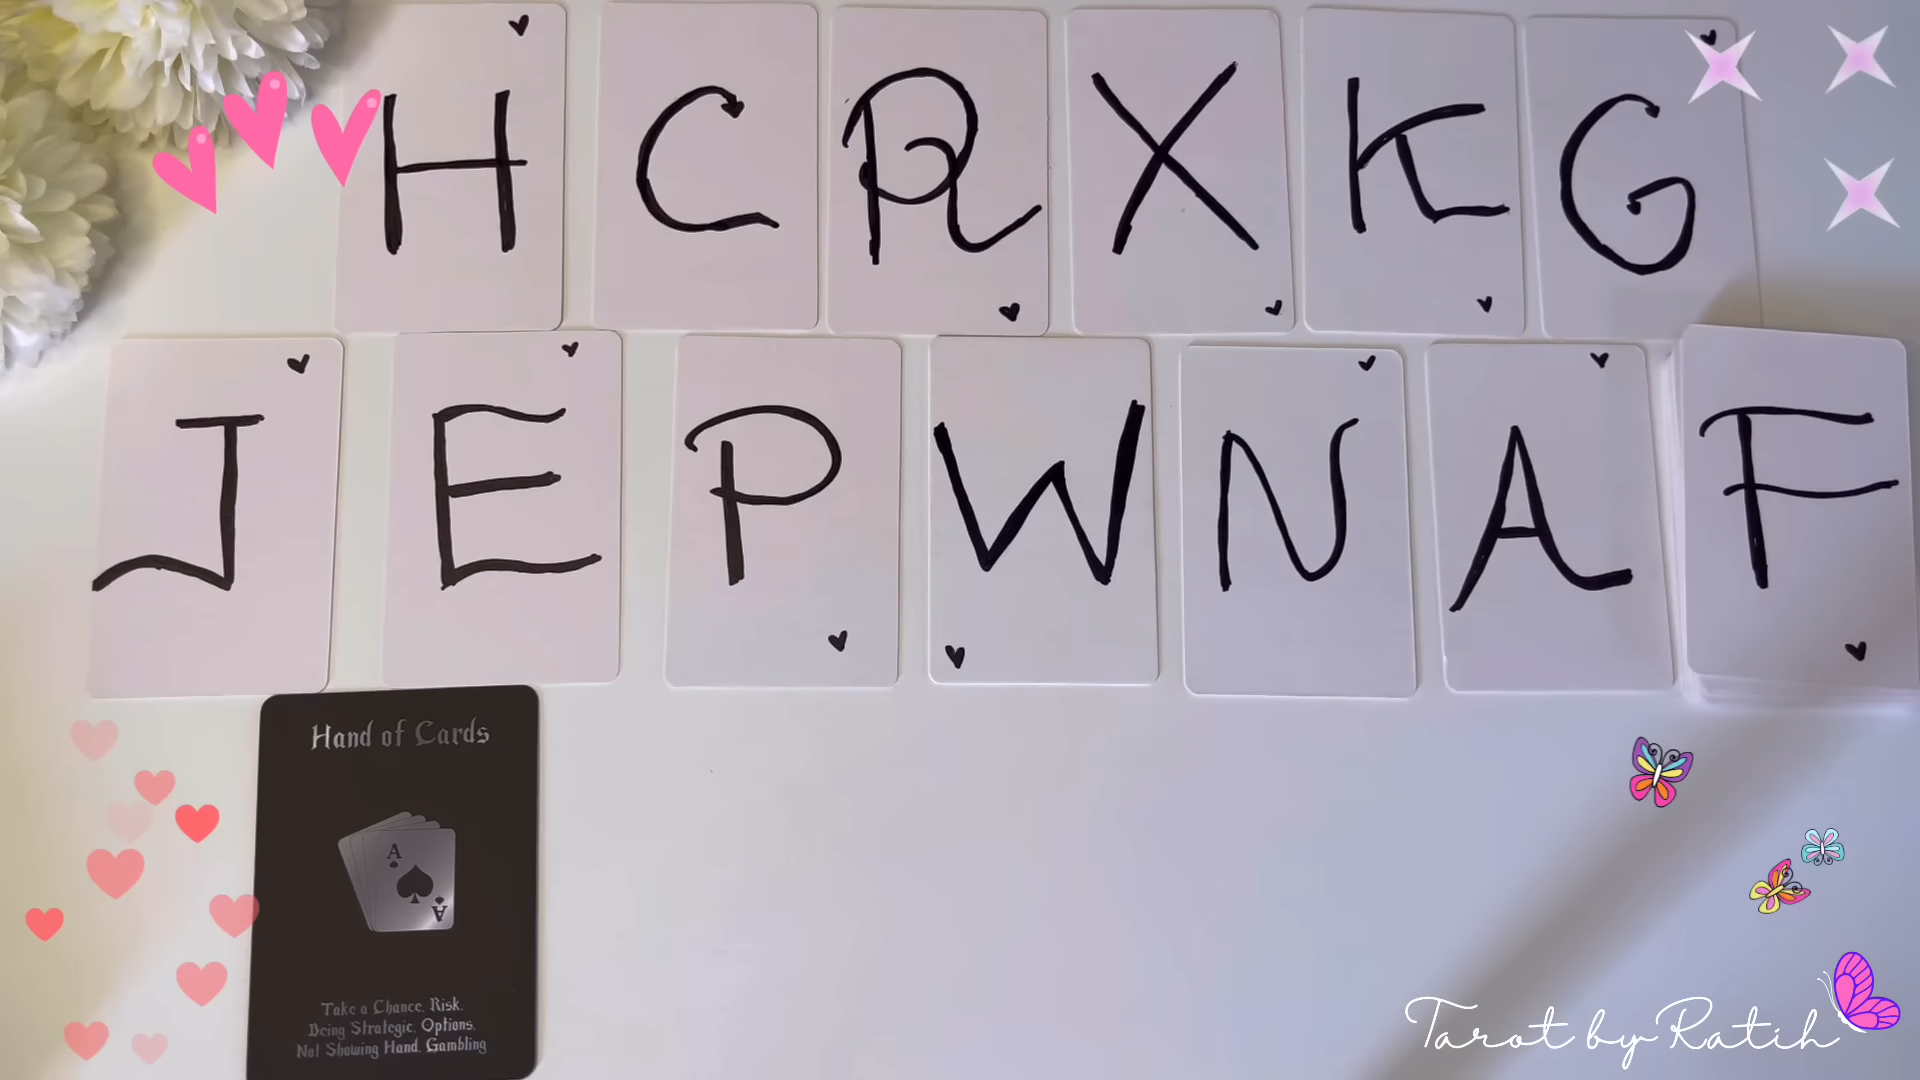 H C R X K G
J E P W N A F
Hand of Cards
A
A
Take a Chance. Risk.
Being Strategic. Options.
Not Showing Hand. Gambling
Tarot by Ratih